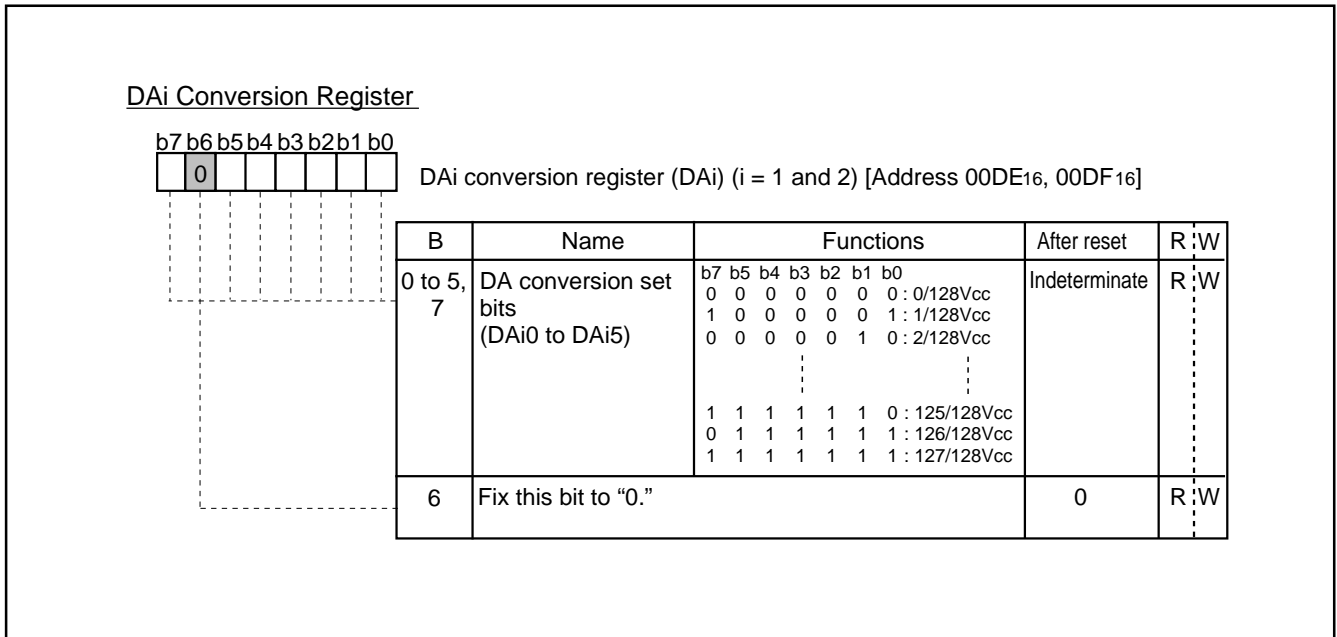 DAi Conversion Register
b7 b6 b5 b4 b3 b2 b1 b0
0
DAi conversion register (DAi) (i = 1 and 2) [Address 00DE16, 00DF16]
B Name Functions After reset R W
0 to 5, 7
DA conversion set bits (DAi0 to DAi5)
b7 b5 b4 b3 b2 b1 b0
0 0 0 0 0 0 0 : 0/128Vcc
1 0 0 0 0 0 1 : 1/128Vcc
0 0 0 0 0 1 0 : 2/128Vcc
1 1 1 1 1 1 0 : 125/128Vcc
0 1 1 1 1 1 1 : 126/128Vcc
1 1 1 1 1 1 1 : 127/128Vcc
Indeterminate R W
6 Fix this bit to “0.” 0 R W